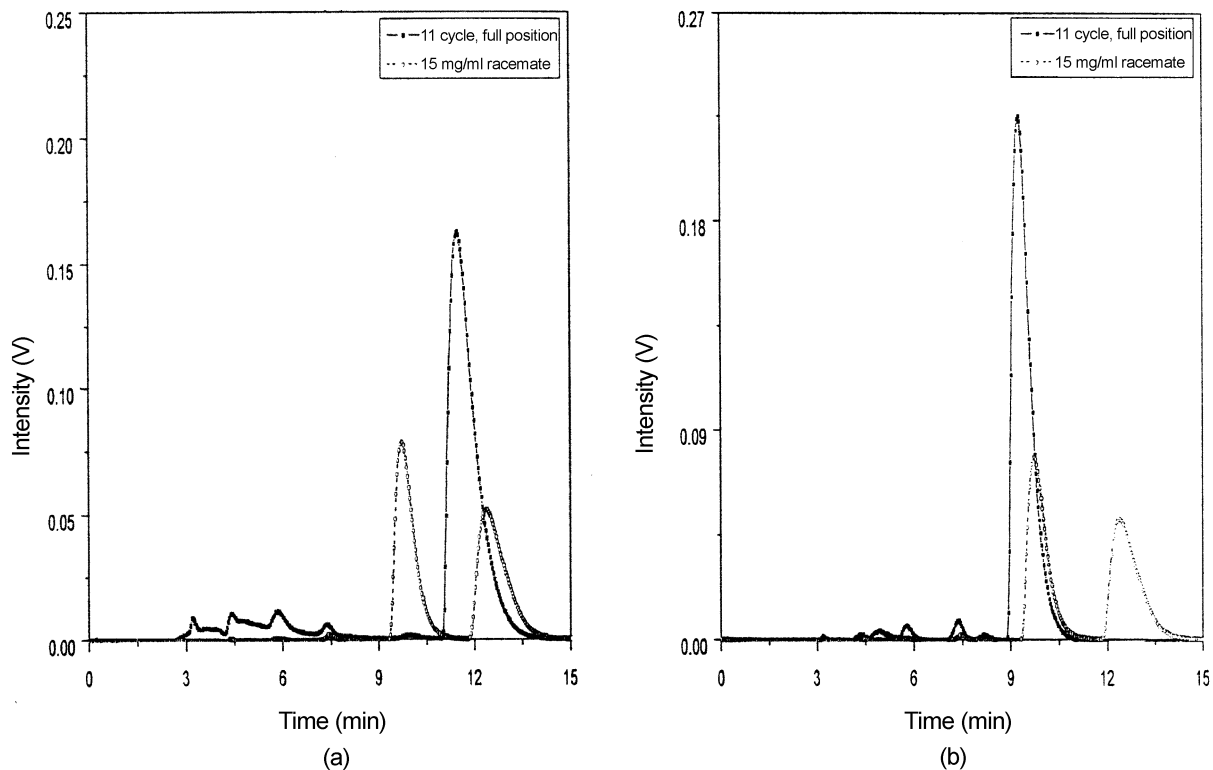 0.25
0.20
0.15
0.10
0.05
0.00
Intensity (V)
11 cycle, full position
15 mg/ml racemate
0 3 6 9 12 15
Time (min)
(a)
0.27
0.18
0.09
0.00
Intensity (V)
11 cycle, full position
15 mg/ml racemate
0 3 6 9 12 15
Time (min)
(b)